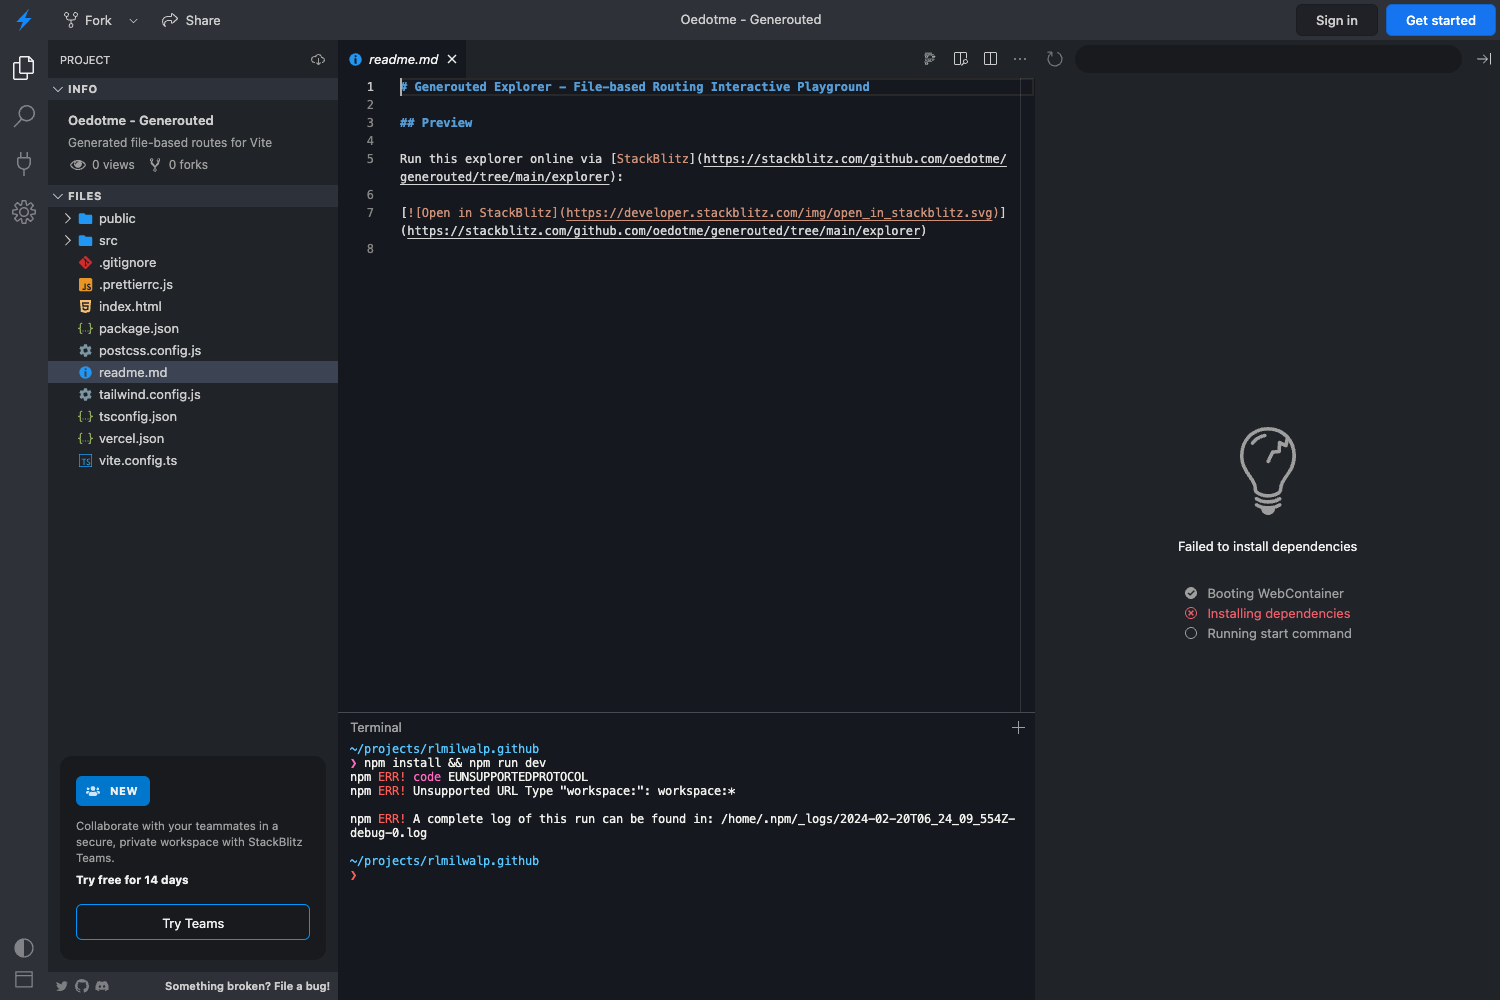 Fork
Share
Oedotme - Generouted
Sign in
Get started
PROJECT
INFO
Oedotme - Generouted
Generated file-based routes for Vite
0 views
0 forks
FILES
public
src
.gitignore
JS .prettierrc.js
index.html
{..} package.json
postcss.config.js
readme.md
tailwind.config.js
{..} tsconfig.json
{..} vercel.json
TS vite.config.ts
NEW
Collaborate with your teammates in a
secure, private workspace with StackBlitz
Teams.
Try free for 14 days
Try Teams
Something broken? File a bug!
readme.md
1 # Generouted Explorer – File-based Routing Interactive Playground
2
3 ## Preview
4
5 Run this explorer online via [StackBlitz](https://stackblitz.com/github.com/oedotme/
generouted/tree/main/explorer):
6
7 [![Open in StackBlitz](https://developer.stackblitz.com/img/open_in_stackblitz.svg)]
(https://stackblitz.com/github.com/oedotme/generouted/tree/main/explorer)
8
Terminal
~/projects/rlmilwalp.github
❯ npm install && npm run dev
npm ERR! code EUNSUPPORTEDPROTOCOL
npm ERR! Unsupported URL Type "workspace:": workspace:*
npm ERR! A complete log of this run can be found in: /home/.npm/_logs/2024-02-20T06_24_09_554Z-
debug-0.log
~/projects/rlmilwalp.github
❯
Failed to install dependencies
Booting WebContainer
Installing dependencies
Running start command